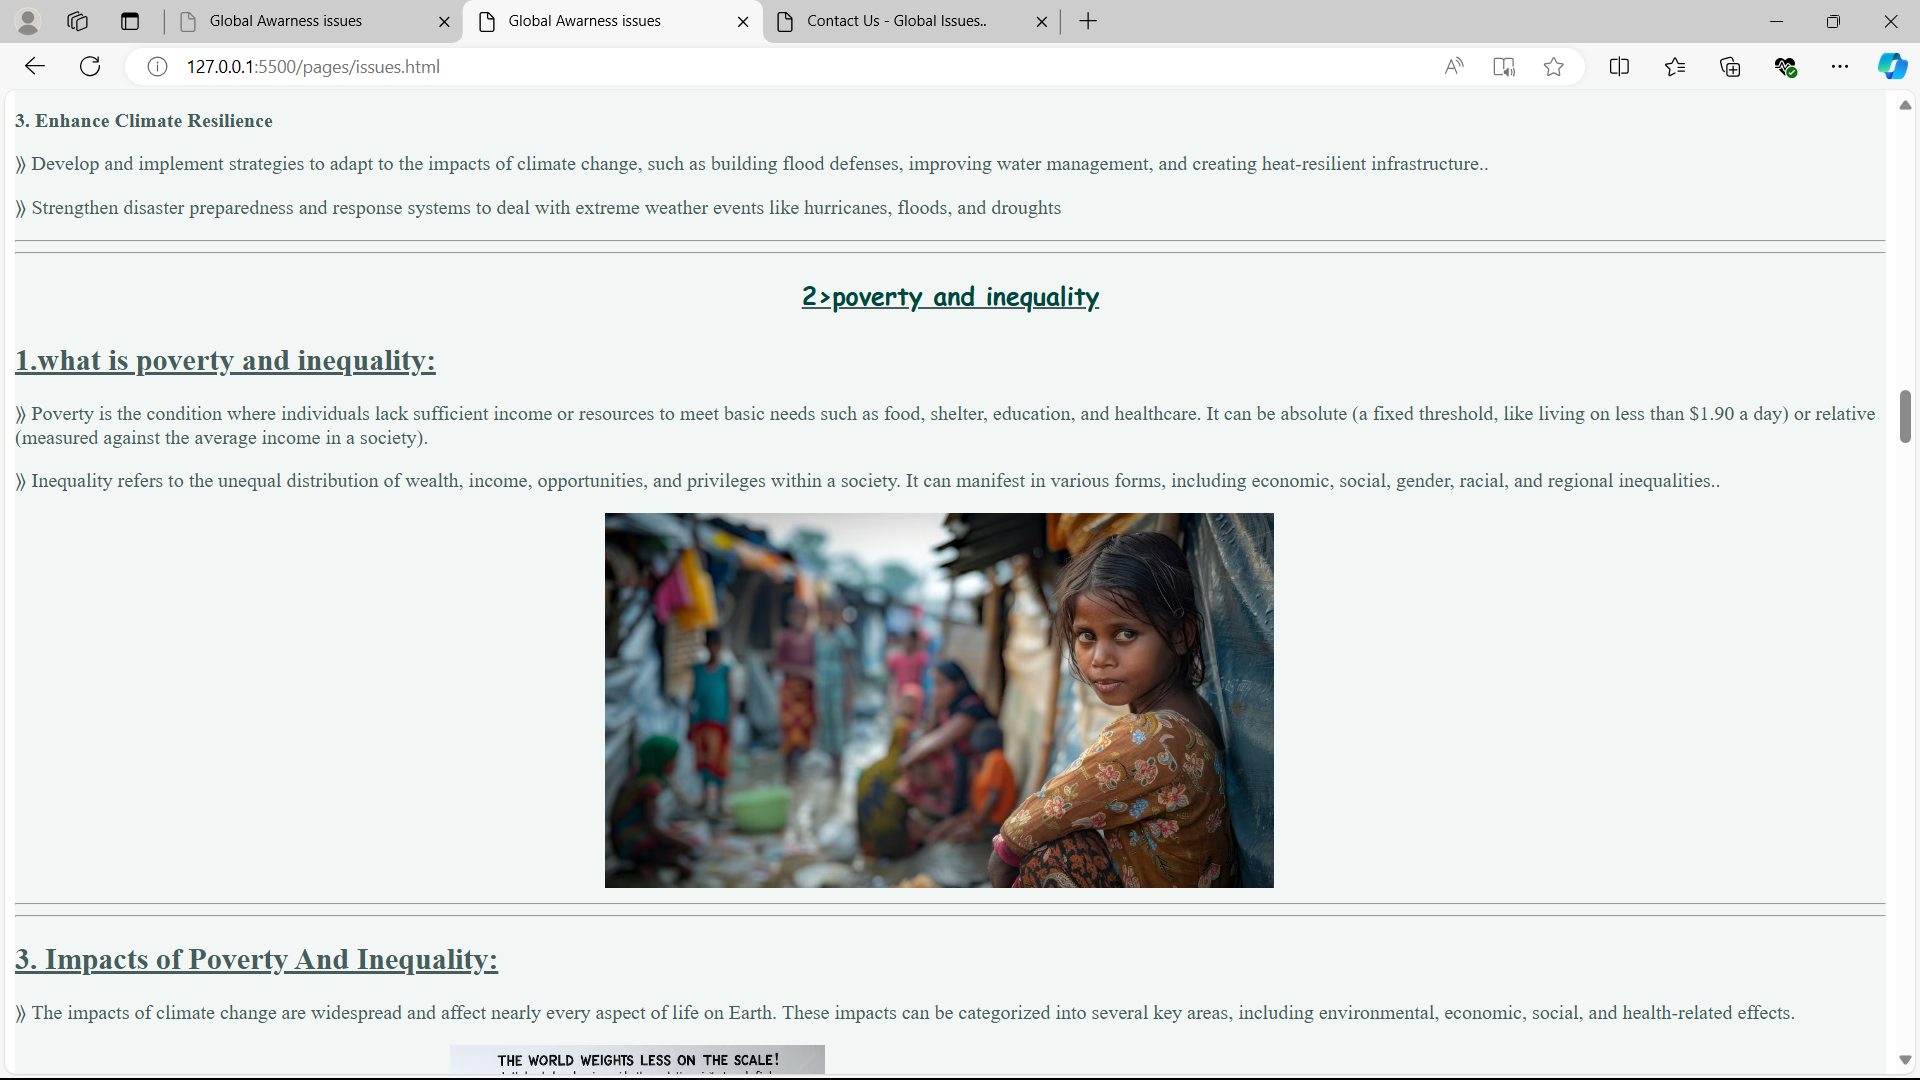 Global Awarness issues
Global Awarness issues
Contact Us - Global Issues..
127.0.0.1:5500/pages/issues.html
3. Enhance Climate Resilience
⟫ Develop and implement strategies to adapt to the impacts of climate change, such as building flood defenses, improving water management, and creating heat-resilient infrastructure..
⟫ Strengthen disaster preparedness and response systems to deal with extreme weather events like hurricanes, floods, and droughts
2>poverty and inequality
1.what is poverty and inequality:
⟫ Poverty is the condition where individuals lack sufficient income or resources to meet basic needs such as food, shelter, education, and healthcare. It can be absolute (a fixed threshold, like living on less than $1.90 a day) or relative
(measured against the average income in a society).
⟫ Inequality refers to the unequal distribution of wealth, income, opportunities, and privileges within a society. It can manifest in various forms, including economic, social, gender, racial, and regional inequalities..
3. Impacts of Poverty And Inequality:
⟫ The impacts of climate change are widespread and affect nearly every aspect of life on Earth. These impacts can be categorized into several key areas, including environmental, economic, social, and health-related effects.
THE WORLD WEIGHTS LESS ON THE SCALE!